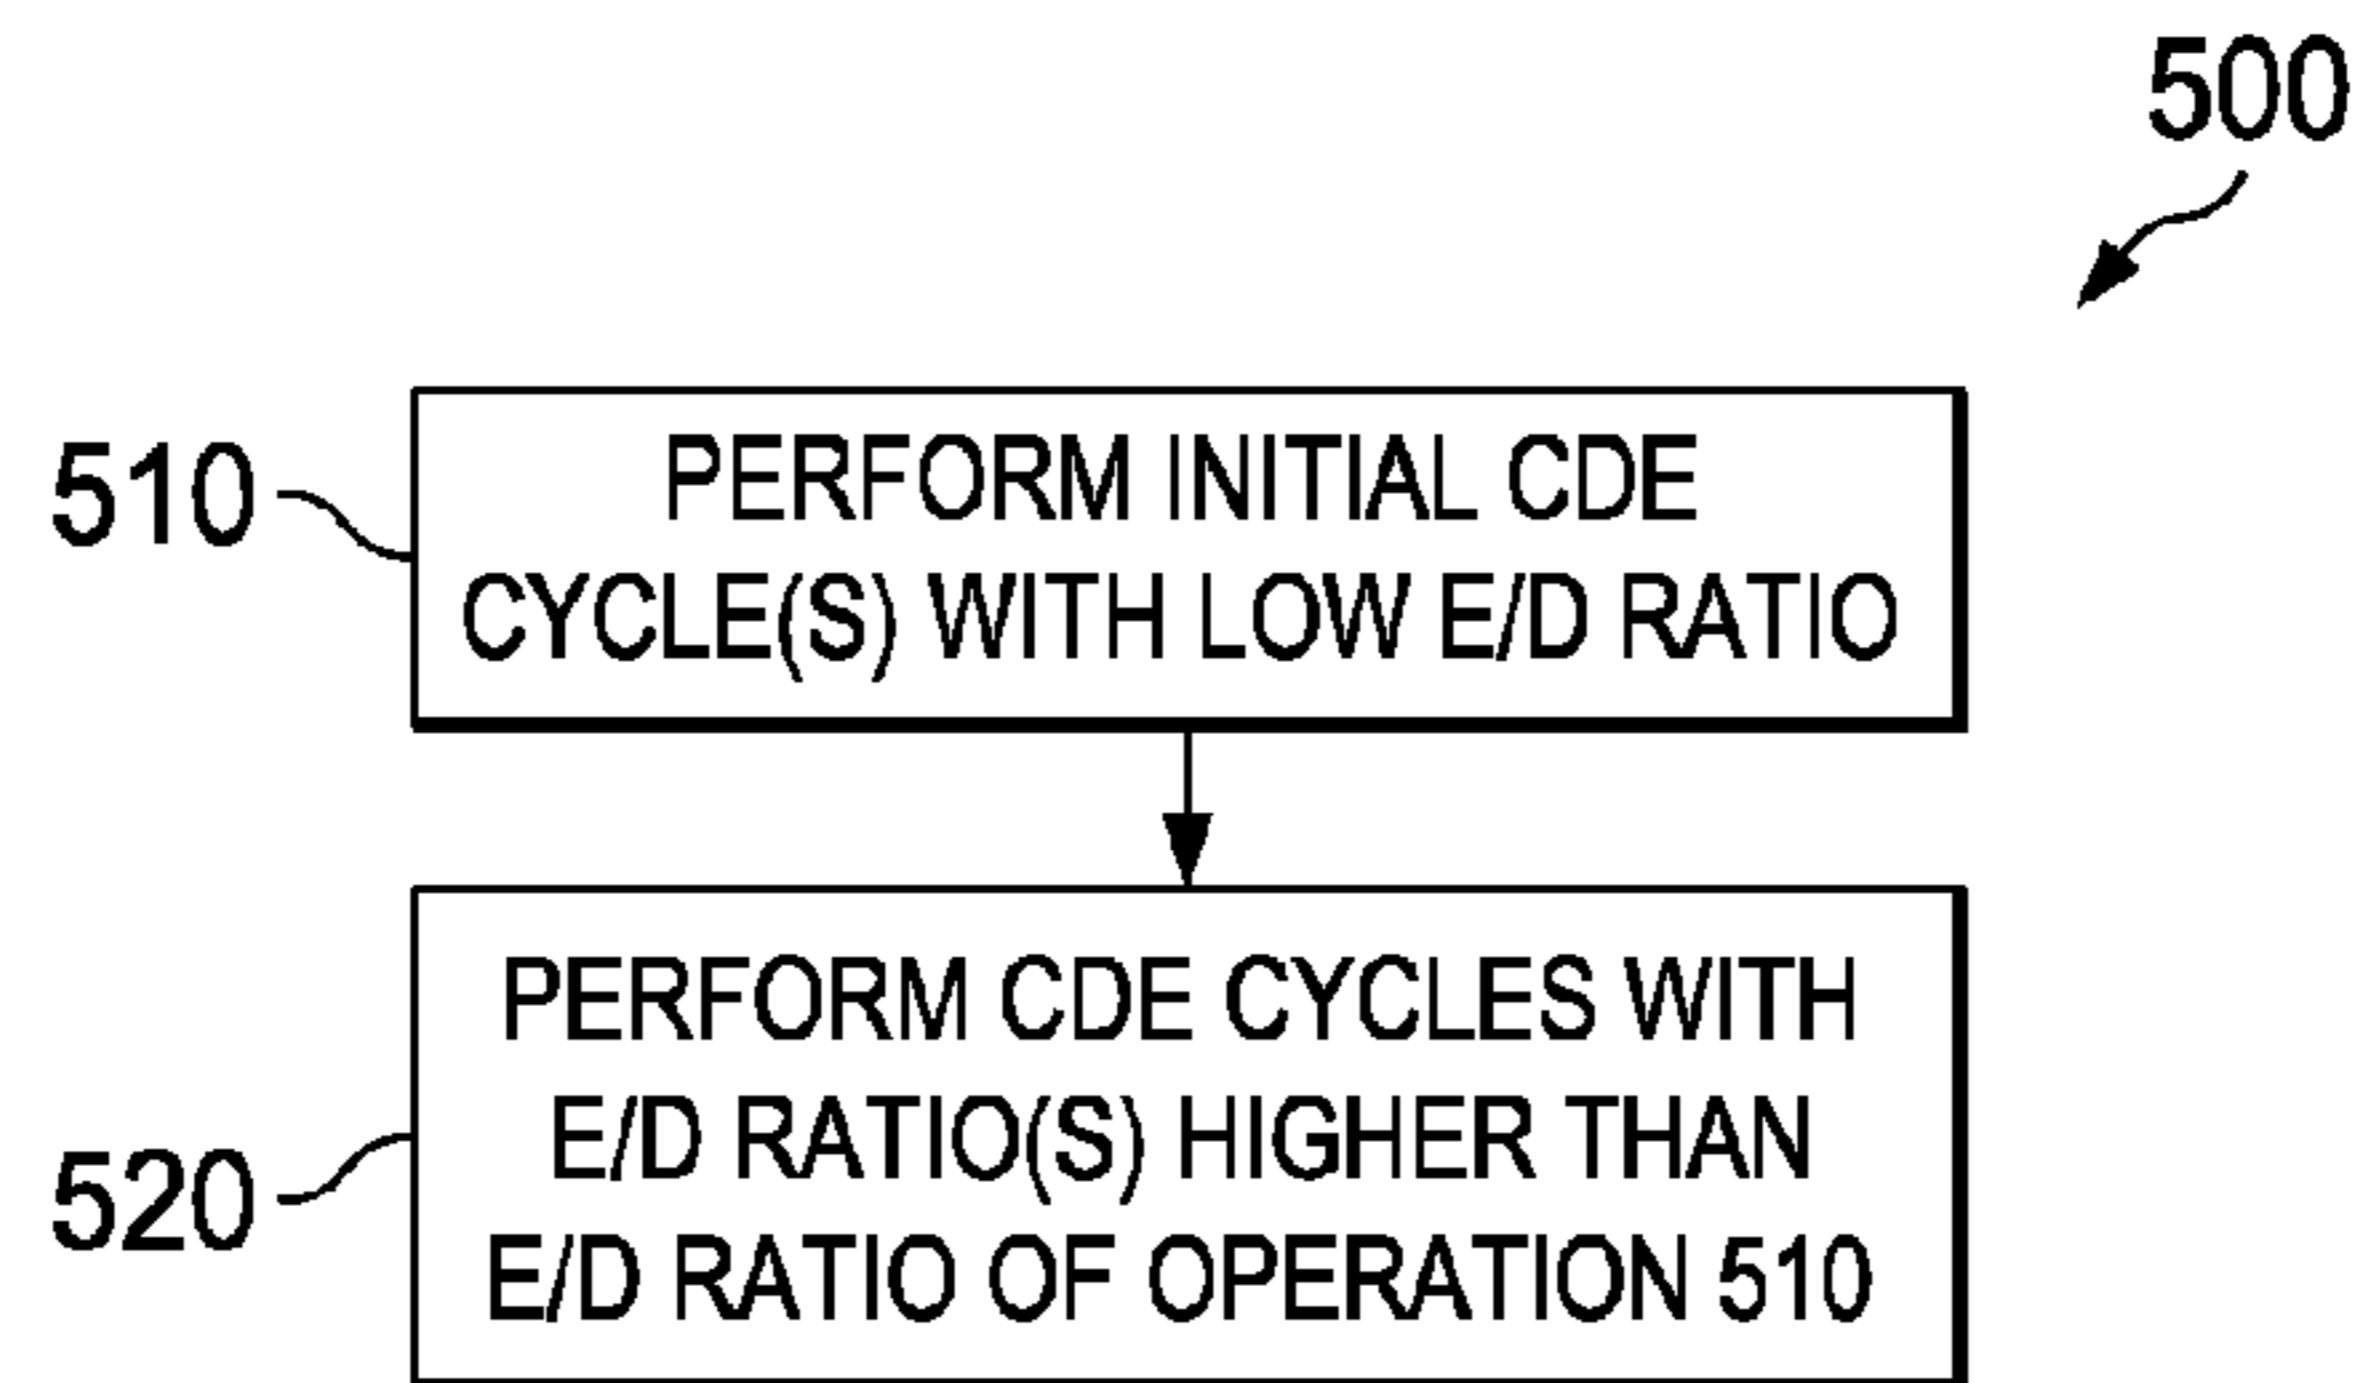 500
510
PERFORM INITIAL CDE
CYCLE(S) WITH LOW E/D RATIO
520
PERFORM CDE CYCLES WITH
E/D RATIO(S) HIGHER THAN
E/D RATIO OF OPERATION 510